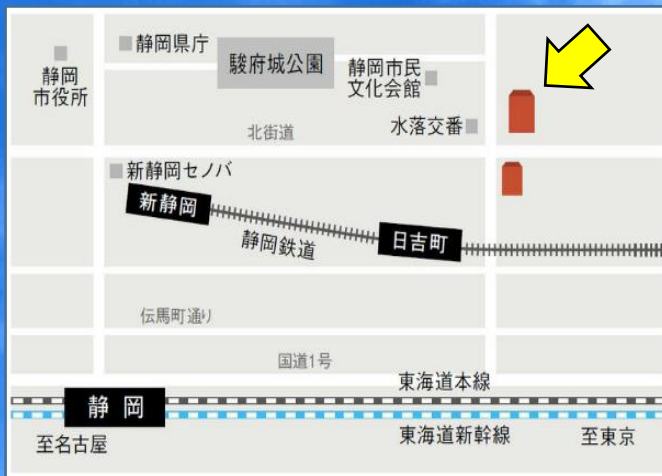 静岡県庁
駿府城公園
静岡
市役所
静岡市民
文化会館
北街道
水落交番
新静岡セノバ
新静岡
静岡鉄道
日吉町
伝馬町通り
国道1号
東海道本線
静岡
東海道新幹線
至名古屋
至東京